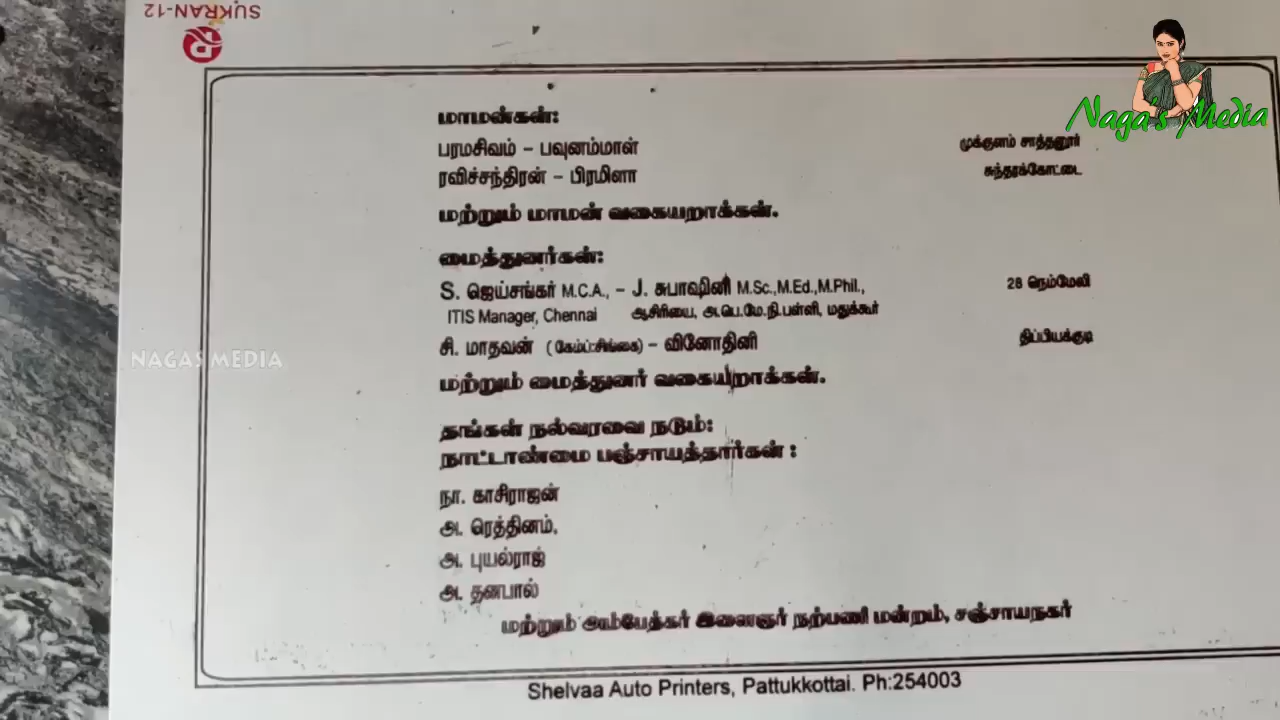 SUKRAN-12
R
Naga's Media
மாமன்கள்:
பரமசிவம் – பவுனம்மாள் முக்குளம் சாத்தனூர்
ரவிச்சந்திரன் – பிரமிளா சுந்தரக்கோட்டை
மற்றும் மாமன் வகையறாக்கள்.
மைத்துனர்கள்:
S. ஜெய்சங்கர் M.C.A., – J. சுபாஷினி M.Sc.,M.Ed.,M.Phil., 28 நெம்மேலி
ITIS Manager, Chennai ஆசிரியை, அ.பெ.மே.நி.பள்ளி, மதுக்கூர்
சி. மாதவன் (கேம்ப்:சிங்கை) – வினோதினி திப்பியக்குடி
NAGAS MEDIA
மற்றும் மைத்துனர் வகையறாக்கள்.
தங்கள் நல்வரவை நடும்:
நாட்டாண்மை பஞ்சாயத்தார்கள் :
நா. காசிராஜன்
அ. ரெத்தினம்.
அ. புயல்ராஜ்
அ. தனபால்
மற்றும் அம்பேத்கர் இளைஞர் நற்பணி மன்றம், சஞ்சாயநகர்
Shelvaa Auto Printers, Pattukkottai. Ph:254003